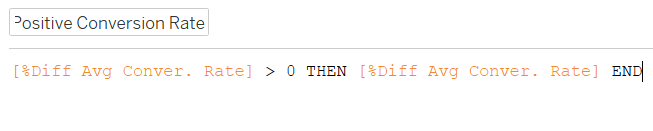 Positive Conversion Rate
[%Diff Avg Conver. Rate] > 0 THEN [%Diff Avg Conver. Rate] END